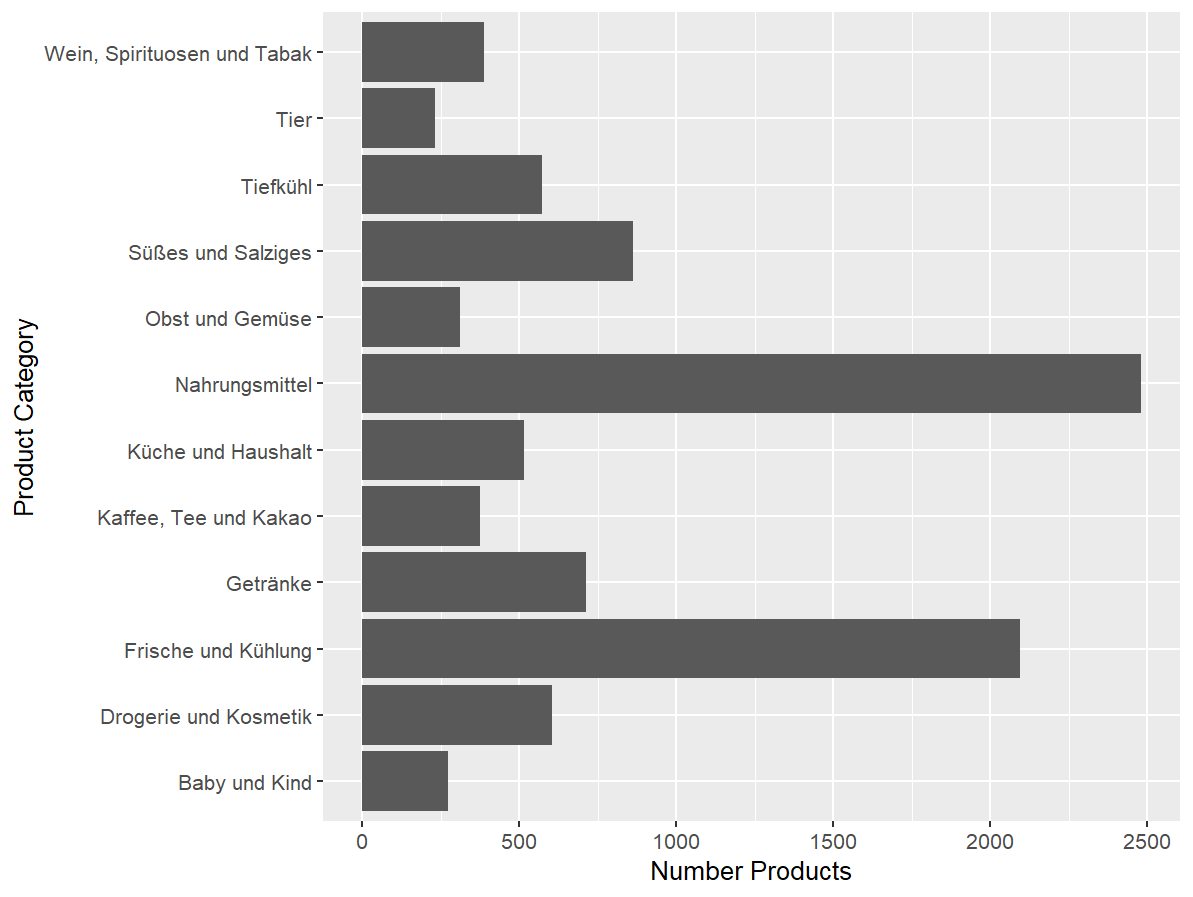 Wein, Spirituosen und Tabak
Tier
Tiefkühl
Süßes und Salziges
Obst und Gemüse
Nahrungsmittel
Küche und Haushalt
Kaffee, Tee und Kakao
Getränke
Frische und Kühlung
Drogerie und Kosmetik
Baby und Kind
Product Category
0 500 1000 1500 2000 2500
Number Products